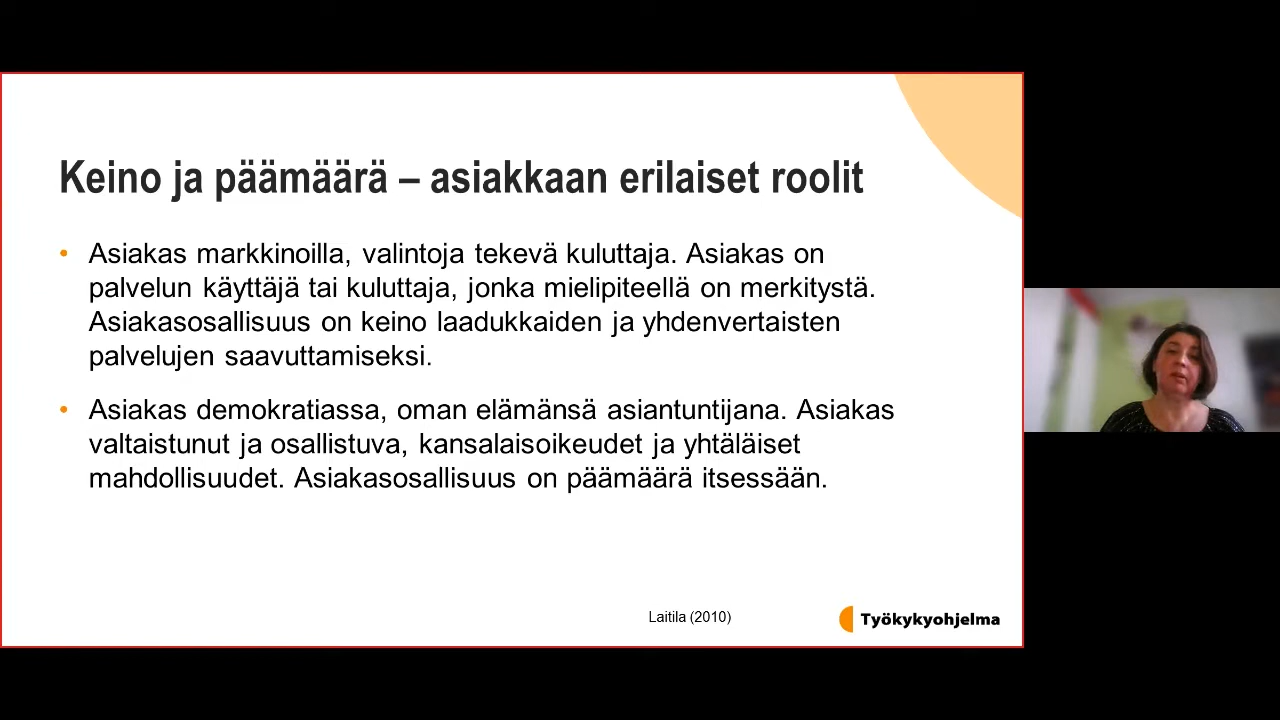 Keino ja päämäärä – asiakkaan erilaiset roolit
• Asiakas markkinoilla, valintoja tekevä kuluttaja. Asiakas on
palvelun käyttäjä tai kuluttaja, jonka mielipiteellä on merkitystä.
Asiakasosallisuus on keino laadukkaiden ja yhdenvertaisten
palvelujen saavuttamiseksi.
• Asiakas demokratiassa, oman elämänsä asiantuntijana. Asiakas
valtaistunut ja osallistuva, kansalaisoikeudet ja yhtäläiset
mahdollisuudet. Asiakasosallisuus on päämäärä itsessään.
Laitila (2010)
Työkykyohjelma